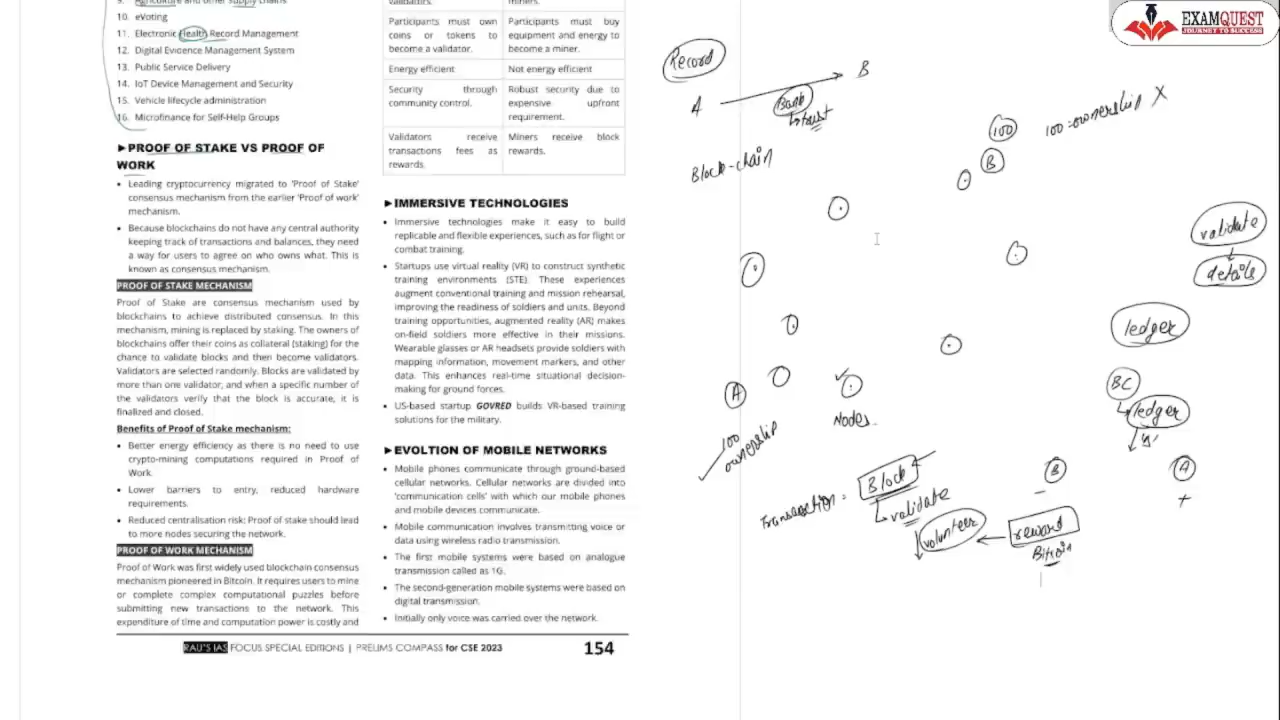 9. Agriculture and other supply chains
10. eVoting
11. Electronic Health Record Management
12. Digital Evidence Management System
13. Public Service Delivery
14. IoT Device Management and Security
15. Vehicle lifecycle administration
16. Microfinance for Self-Help Groups
►PROOF OF STAKE VS PROOF OF
WORK
• Leading cryptocurrency migrated to 'Proof of Stake'
consensus mechanism from the earlier 'Proof of work'
mechanism.
• Because blockchains do not have any central authority
keeping track of transactions and balances, they need
a way for users to agree on who owns what. This is
known as consensus mechanism.
PROOF OF STAKE MECHANISM
Proof of Stake are consensus mechanism used by
blockchains to achieve distributed consensus. In this
mechanism, mining is replaced by staking. The owners of
blockchains offer their coins as collateral (staking) for the
chance to validate blocks and then become validators.
Validators are selected randomly. Blocks are validated by
more than one validator, and when a specific number of
the validators verify that the block is accurate, it is
finalized and closed.
Benefits of Proof of Stake mechanism:
• Better energy efficiency as there is no need to use
crypto-mining computations required in Proof of
Work.
• Lower barriers to entry, reduced hardware
requirements.
• Reduced centralisation risk: Proof of stake should lead
to more nodes securing the network.
PROOF OF WORK MECHANISM
Proof of Work was first widely used blockchain consensus
mechanism pioneered in Bitcoin. It requires users to mine
or complete complex computational puzzles before
submitting new transactions to the network. This
expenditure of time and computation power is costly and
validators. miners.
Participants must own Participants must buy
coins or tokens to equipment and energy to
become a validator. become a miner.
Energy efficient Not energy efficient
Security through Robust security due to
community control. expensive upfront
requirement.
Validators receive Miners receive block
transactions fees as rewards.
rewards.
►IMMERSIVE TECHNOLOGIES
• Immersive technologies make it easy to build
replicable and flexible experiences, such as for flight or
combat training.
• Startups use virtual reality (VR) to construct synthetic
training environments (STE). These experiences
augment conventional training and mission rehearsal,
improving the readiness of soldiers and units. Beyond
training opportunities, augmented reality (AR) makes
on-field soldiers more effective in their missions.
Wearable glasses or AR headsets provide soldiers with
mapping information, movement markers, and other
data. This enhances real-time situational decision-
making for ground forces.
• US-based startup GOVRED builds VR-based training
solutions for the military.
►EVOLTION OF MOBILE NETWORKS
• Mobile phones communicate through ground-based
cellular networks. Cellular networks are divided into
'communication cells' with which our mobile phones
and mobile devices communicate.
• Mobile communication involves transmitting voice or
data using wireless radio transmission.
• The first mobile systems were based on analogue
transmission called as 1G.
• The second-generation mobile systems were based on
digital transmission.
• Initially only voice was carried over the network.
RAU'S IAS FOCUS SPECIAL EDITIONS | PRELIMS COMPASS for CSE 2023 154
EXAMQUEST
JOURNEY TO SUCCESS
Record
A B
Bank
trust
Block-chain
100
100 = ownership X
B
validate
details
ledger
BC
ledger
A
100
ownership
Nodes
Transaction = Block
validate
volunteer
reward
Bitcoin
B
-
A
+